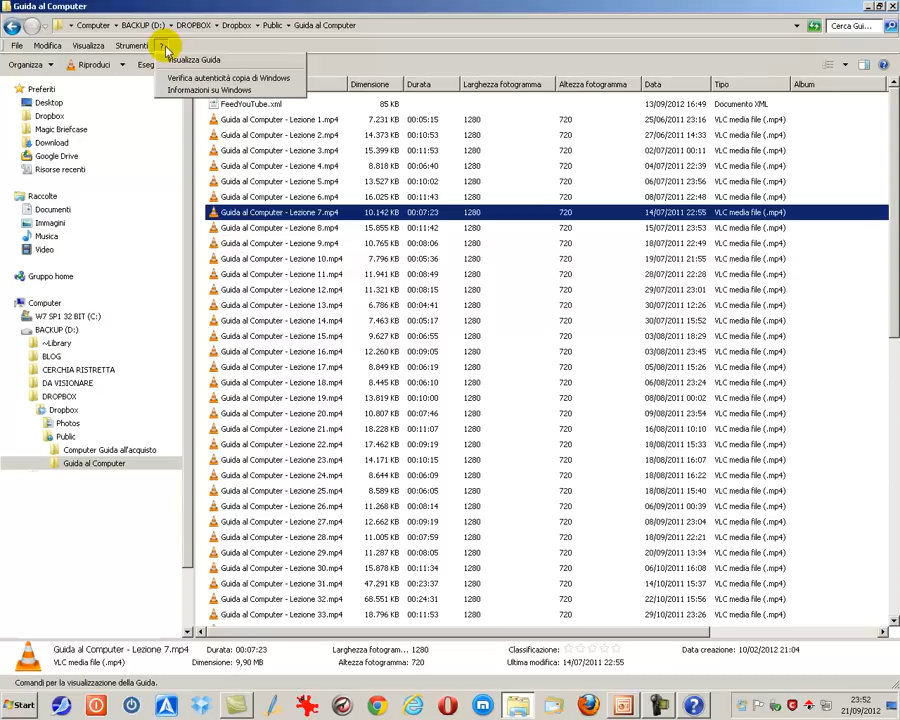 Guida al Computer
Computer ▸ BACKUP (D:) ▸ DROPBOX ▸ Dropbox ▸ Public ▸ Guida al Computer
Cerca Gui...
File Modifica Visualizza Strumenti ?
Visualizza Guida
Verifica autenticità copia di Windows
Informazioni su Windows
Organizza Riproduci Eseg
Dimensione Durata Larghezza fotogramma Altezza fotogramma Data Tipo Album
Preferiti
Desktop
Dropbox
Magic Briefcase
Download
Google Drive
Risorse recenti
Raccolte
Documenti
Immagini
Musica
Video
Gruppo home
Computer
W7 SP1 32 BIT (C:)
BACKUP (D:)
~Library
BLOG
CERCHIA RISTRETTA
DA VISIONARE
DROPBOX
Dropbox
Photos
Public
Computer Guida all'acquisto
Guida al Computer
FeedYouTube.xml 85 KB 13/09/2012 16:49 Documento XML
Guida al Computer - Lezione 1.mp4 7.231 KB 00:05:15 1280 720 25/06/2011 23:16 VLC media file (.mp4)
Guida al Computer - Lezione 2.mp4 14.373 KB 00:10:53 1280 720 27/06/2011 14:33 VLC media file (.mp4)
Guida al Computer - Lezione 3.mp4 15.399 KB 00:11:53 1280 720 02/07/2011 00:11 VLC media file (.mp4)
Guida al Computer - Lezione 4.mp4 8.818 KB 00:06:40 1280 720 04/07/2011 22:39 VLC media file (.mp4)
Guida al Computer - Lezione 5.mp4 13.527 KB 00:10:02 1280 720 06/07/2011 23:56 VLC media file (.mp4)
Guida al Computer - Lezione 6.mp4 16.025 KB 00:11:43 1280 720 08/07/2011 22:48 VLC media file (.mp4)
Guida al Computer - Lezione 7.mp4 10.142 KB 00:07:23 1280 720 14/07/2011 22:55 VLC media file (.mp4)
Guida al Computer - Lezione 8.mp4 15.855 KB 00:11:42 1280 720 15/07/2011 23:53 VLC media file (.mp4)
Guida al Computer - Lezione 9.mp4 10.765 KB 00:08:06 1280 720 18/07/2011 22:49 VLC media file (.mp4)
Guida al Computer - Lezione 10.mp4 7.796 KB 00:05:36 1280 720 19/07/2011 21:55 VLC media file (.mp4)
Guida al Computer - Lezione 11.mp4 11.941 KB 00:08:49 1280 720 28/07/2011 22:28 VLC media file (.mp4)
Guida al Computer - Lezione 12.mp4 11.321 KB 00:08:15 1280 720 29/07/2011 23:01 VLC media file (.mp4)
Guida al Computer - Lezione 13.mp4 6.786 KB 00:04:41 1280 720 30/07/2011 12:26 VLC media file (.mp4)
Guida al Computer - Lezione 14.mp4 7.463 KB 00:05:17 1280 720 30/07/2011 15:52 VLC media file (.mp4)
Guida al Computer - Lezione 15.mp4 9.627 KB 00:06:55 1280 720 03/08/2011 18:29 VLC media file (.mp4)
Guida al Computer - Lezione 16.mp4 12.260 KB 00:09:05 1280 720 03/08/2011 23:45 VLC media file (.mp4)
Guida al Computer - Lezione 17.mp4 8.849 KB 00:06:19 1280 720 05/08/2011 15:26 VLC media file (.mp4)
Guida al Computer - Lezione 18.mp4 8.445 KB 00:06:10 1280 720 06/08/2011 23:24 VLC media file (.mp4)
Guida al Computer - Lezione 19.mp4 13.819 KB 00:10:00 1280 720 08/08/2011 00:02 VLC media file (.mp4)
Guida al Computer - Lezione 20.mp4 10.807 KB 00:07:46 1280 720 09/08/2011 23:54 VLC media file (.mp4)
Guida al Computer - Lezione 21.mp4 18.228 KB 00:11:07 1280 720 16/08/2011 10:10 VLC media file (.mp4)
Guida al Computer - Lezione 22.mp4 17.462 KB 00:09:19 1280 720 18/08/2011 15:33 VLC media file (.mp4)
Guida al Computer - Lezione 23.mp4 14.171 KB 00:10:15 1280 720 18/08/2011 16:07 VLC media file (.mp4)
Guida al Computer - Lezione 24.mp4 8.644 KB 00:06:09 1280 720 18/08/2011 16:22 VLC media file (.mp4)
Guida al Computer - Lezione 25.mp4 8.589 KB 00:06:05 1280 720 18/08/2011 15:40 VLC media file (.mp4)
Guida al Computer - Lezione 26.mp4 11.268 KB 00:08:41 1280 720 06/09/2011 00:39 VLC media file (.mp4)
Guida al Computer - Lezione 27.mp4 12.662 KB 00:09:19 1280 720 08/09/2011 23:04 VLC media file (.mp4)
Guida al Computer - Lezione 28.mp4 11.005 KB 00:07:59 1280 720 18/09/2011 22:21 VLC media file (.mp4)
Guida al Computer - Lezione 29.mp4 11.287 KB 00:08:05 1280 720 20/09/2011 13:34 VLC media file (.mp4)
Guida al Computer - Lezione 30.mp4 15.878 KB 00:11:34 1280 720 06/10/2011 16:08 VLC media file (.mp4)
Guida al Computer - Lezione 31.mp4 47.291 KB 00:23:37 1280 720 14/10/2011 15:37 VLC media file (.mp4)
Guida al Computer - Lezione 32.mp4 68.551 KB 00:24:31 1280 720 22/10/2011 15:56 VLC media file (.mp4)
Guida al Computer - Lezione 33.mp4 18.796 KB 00:11:53 1280 720 29/10/2011 23:26 VLC media file (.mp4)
Guida al Computer - Lezione 7.mp4 Durata: 00:07:23 Larghezza fotogram... 1280 Classificazione: Data creazione: 10/02/2012 21:04
VLC media file (.mp4) Dimensione: 9,90 MB Altezza fotogramma: 720 Ultima modifica: 14/07/2011 22:55
Comandi per la visualizzazione della Guida.
Start
23:52
21/09/2012